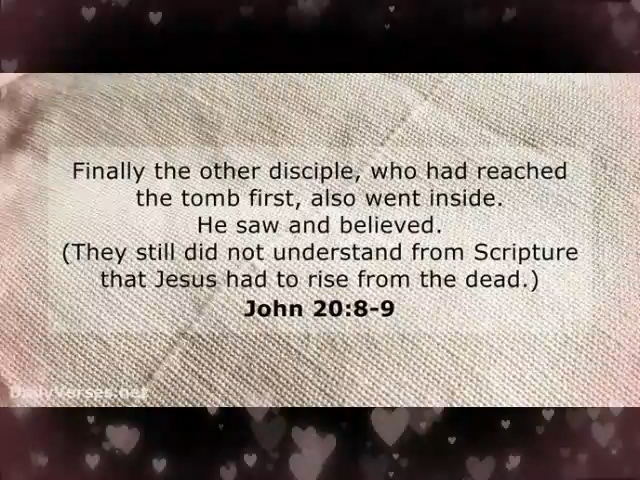 Finally the other disciple, who had reached
the tomb first, also went inside.
He saw and believed.
(They still did not understand from Scripture
that Jesus had to rise from the dead.)
John 20:8-9
DailyVerses.net